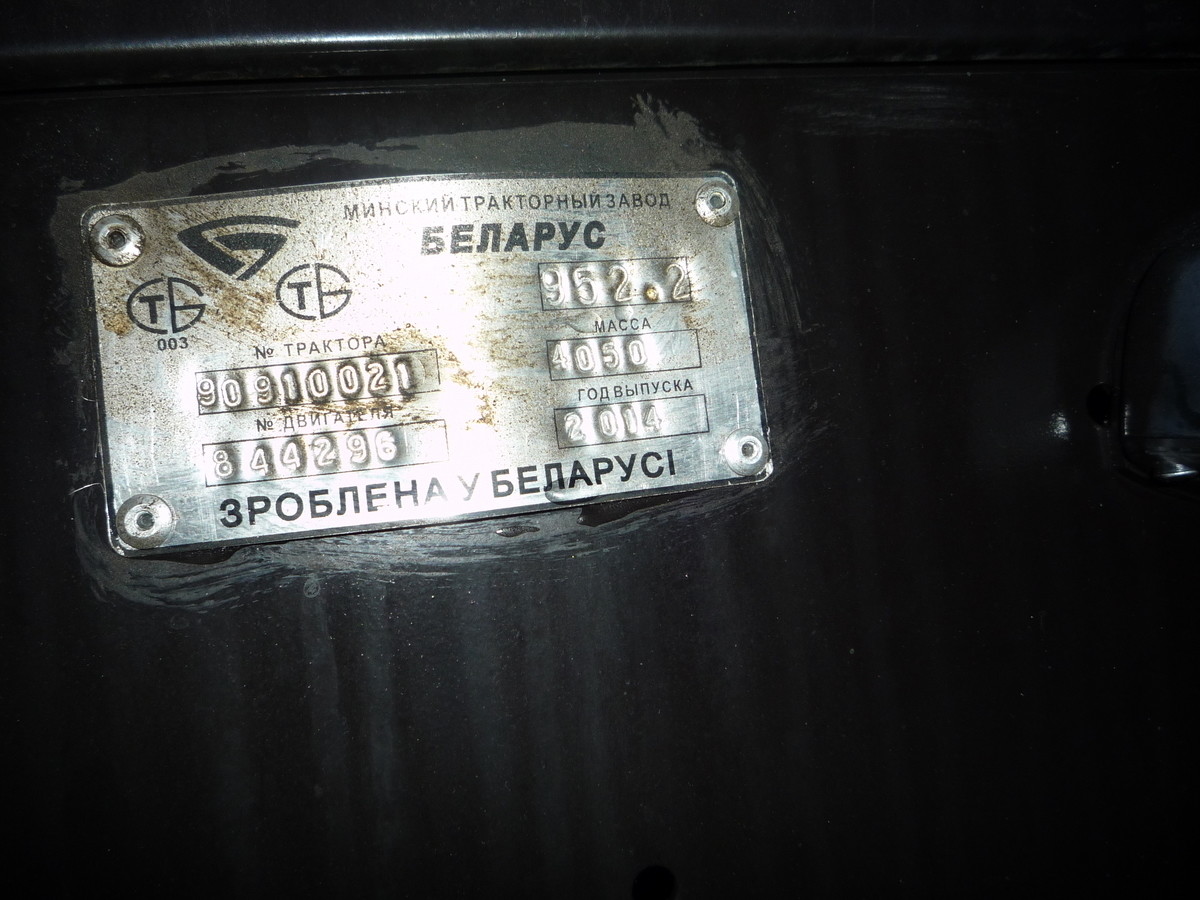 МИНСКИЙ ТРАКТОРНЫЙ ЗАВОД
БЕЛАРУС
952.2
ТБ
003
ТБ
МАССА
4050
№ ТРАКТОРА
90910021
ГОД ВЫПУСКА
2014
№ ДВИГАТЕЛЯ
844296
ЗРОБЛЕНА У БЕЛАРУСІ